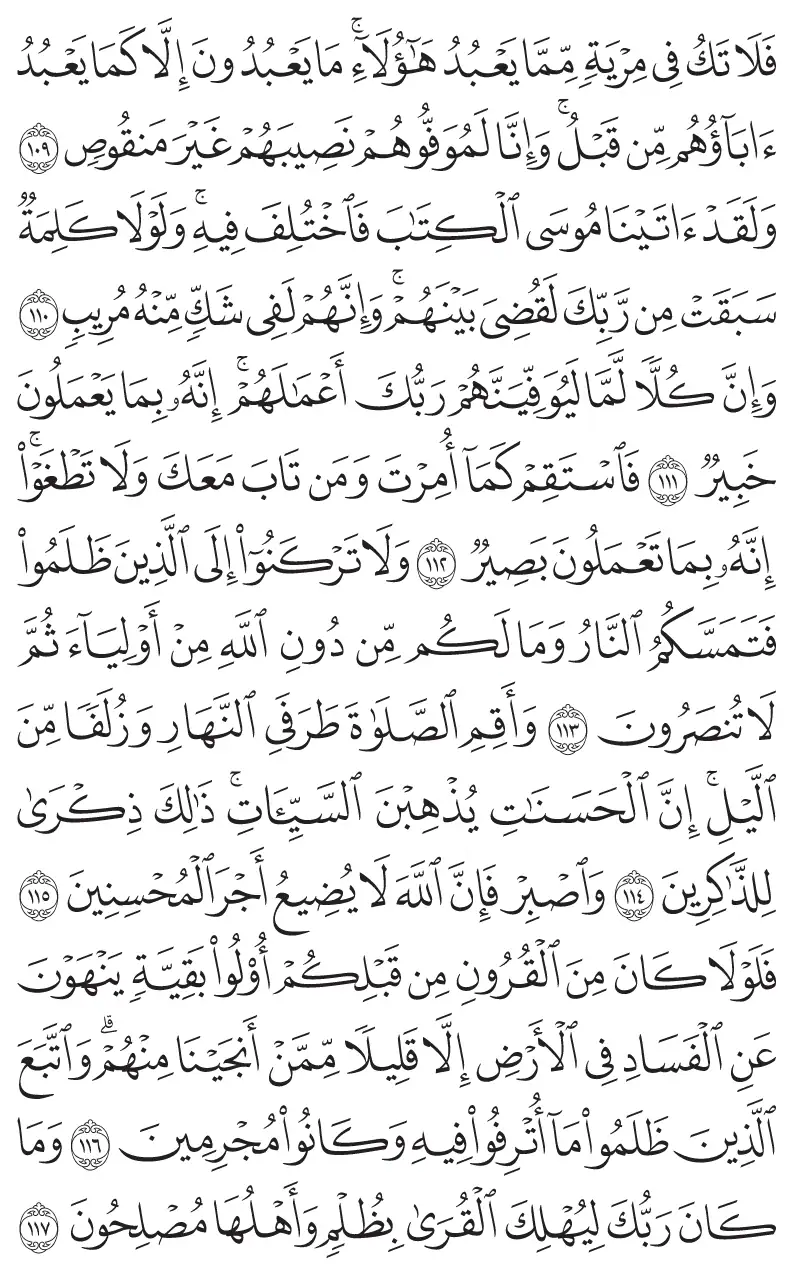 فَلَا تَكُ فِى مِرْيَةٍ مِّمَّا يَعْبُدُ هَٰٓؤُلَآءِ ۚ مَا يَعْبُدُونَ إِلَّا كَمَا يَعْبُدُ
ءَابَآؤُهُم مِّن قَبْلُ ۚ وَإِنَّا لَمُوَفُّوهُمْ نَصِيبَهُمْ غَيْرَ مَنقُوصٍ ١٠٩
وَلَقَدْ ءَاتَيْنَا مُوسَى ٱلْكِتَٰبَ فَٱخْتُلِفَ فِيهِ ۚ وَلَوْلَا كَلِمَةٌ
سَبَقَتْ مِن رَّبِّكَ لَقُضِىَ بَيْنَهُمْ ۚ وَإِنَّهُمْ لَفِى شَكٍّ مِّنْهُ مُرِيبٍ ١١٠
وَإِنَّ كُلًّا لَّمَّا لَيُوَفِّيَنَّهُمْ رَبُّكَ أَعْمَٰلَهُمْ ۚ إِنَّهُۥ بِمَا يَعْمَلُونَ
خَبِيرٌ ١١١ فَٱسْتَقِمْ كَمَآ أُمِرْتَ وَمَن تَابَ مَعَكَ وَلَا تَطْغَوْا۟ ۚ
إِنَّهُۥ بِمَا تَعْمَلُونَ بَصِيرٌ ١١٢ وَلَا تَرْكَنُوٓا۟ إِلَى ٱلَّذِينَ ظَلَمُوا۟
فَتَمَسَّكُمُ ٱلنَّارُ وَمَا لَكُم مِّن دُونِ ٱللَّهِ مِنْ أَوْلِيَآءَ ثُمَّ
لَا تُنصَرُونَ ١١٣ وَأَقِمِ ٱلصَّلَوٰةَ طَرَفَىِ ٱلنَّهَارِ وَزُلَفًا مِّنَ
ٱلَّيْلِ ۚ إِنَّ ٱلْحَسَنَٰتِ يُذْهِبْنَ ٱلسَّيِّـَٔاتِ ۚ ذَٰلِكَ ذِكْرَىٰ
لِلذَّٰكِرِينَ ١١٤ وَٱصْبِرْ فَإِنَّ ٱللَّهَ لَا يُضِيعُ أَجْرَ ٱلْمُحْسِنِينَ ١١٥
فَلَوْلَا كَانَ مِنَ ٱلْقُرُونِ مِن قَبْلِكُمْ أُو۟لُوا۟ بَقِيَّةٍ يَنْهَوْنَ
عَنِ ٱلْفَسَادِ فِى ٱلْأَرْضِ إِلَّا قَلِيلًا مِّمَّنْ أَنجَيْنَا مِنْهُمْ ۗ وَٱتَّبَعَ
ٱلَّذِينَ ظَلَمُوا۟ مَآ أُتْرِفُوا۟ فِيهِ وَكَانُوا۟ مُجْرِمِينَ ١١٦ وَمَا
كَانَ رَبُّكَ لِيُهْلِكَ ٱلْقُرَىٰ بِظُلْمٍ وَأَهْلُهَا مُصْلِحُونَ ١١٧